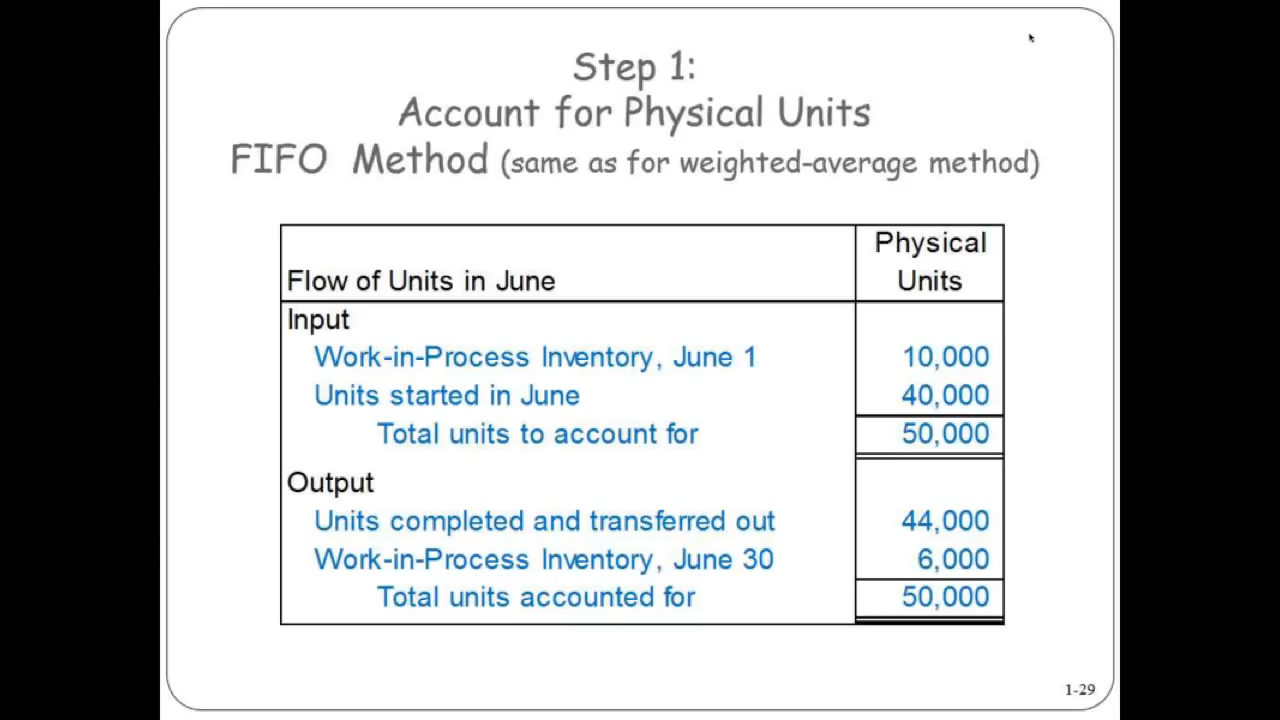 Step 1:
Account for Physical Units
FIFO Method (same as for weighted-average method)
Physical
Flow of Units in June Units
Input
Work-in-Process Inventory, June 1 10,000
Units started in June 40,000
Total units to account for 50,000
Output
Units completed and transferred out 44,000
Work-in-Process Inventory, June 30 6,000
Total units accounted for 50,000
1-29